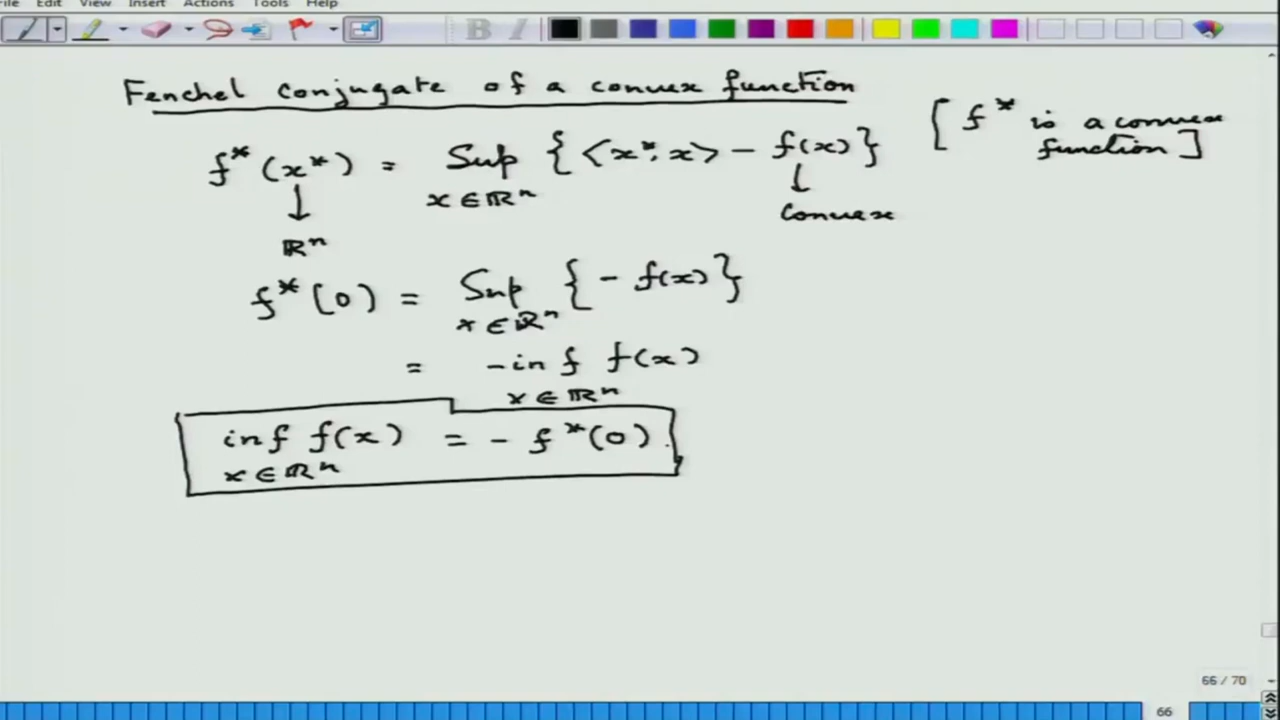 File Edit View Insert Actions Tools Help
Fenchel conjugate of a convex function
f*(x*) = Sup {<x*, x> - f(x)} [f* is a convex
x ∈ ℝⁿ function]
↓ ↓
ℝⁿ Convex
f*(0) = Sup {- f(x)}
x ∈ ℝⁿ
= - inf f(x)
x ∈ ℝⁿ
inf f(x) = - f*(0)
x ∈ ℝⁿ
66 / 70
66